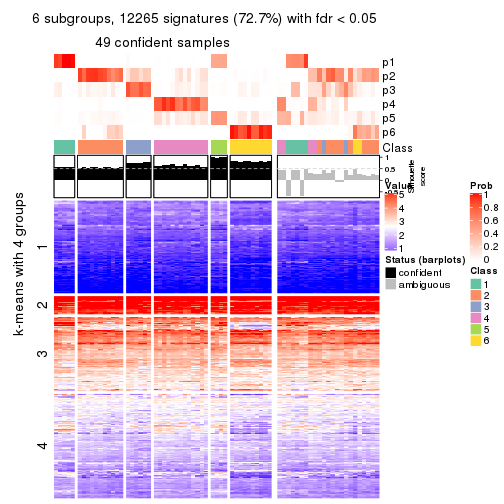 6 subgroups, 12265 signatures (72.7%) with fdr < 0.05
49 confident samples
p1
p2
p3
p4
p5
p6
Class
1
0.5
0
Silhouette
score
k-means with 4 groups
1
2
3
4
Value
5
4
3
2
1
Status (barplots)
confident
ambiguous
Prob
1
0.8
0.6
0.4
0.2
0
Class
1
2
3
4
5
6